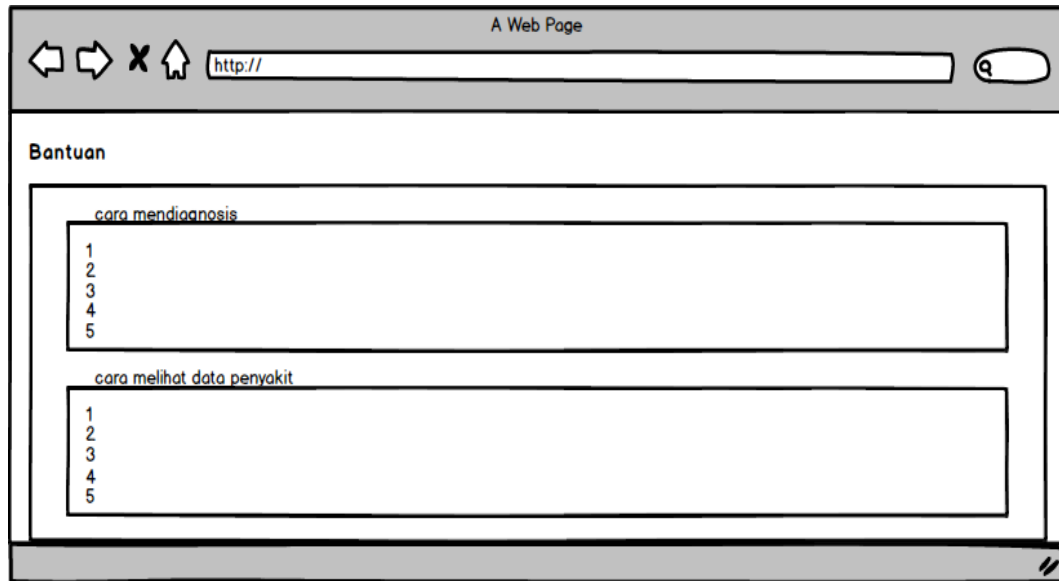 A Web Page
http://
Bantuan
cara mendiagnosis
1
2
3
4
5
cara melihat data penyakit
1
2
3
4
5